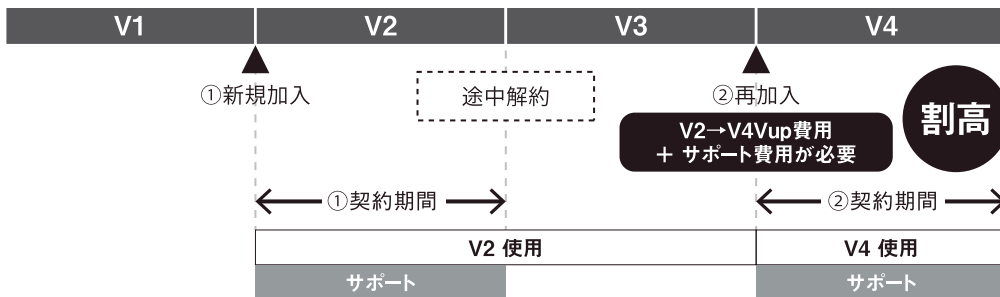 V1 V2 V3 V4
①新規加入 途中解約 ②再加入
V2→V4Vup費用
+ サポート費用が必要
割高
①契約期間 ②契約期間
V2 使用 V4 使用
サポート サポート